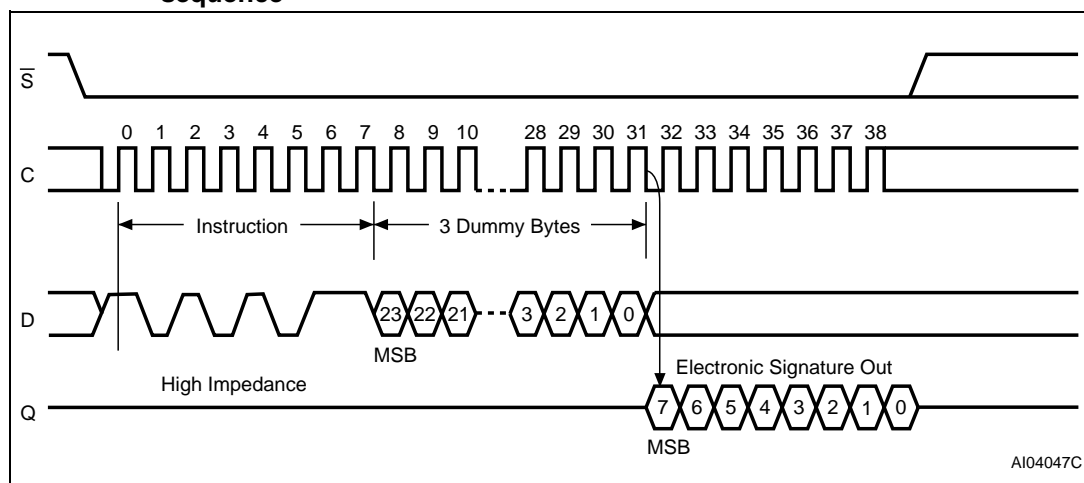 sequence
S
0 1 2 3 4 5 6 7 8 9 10 28 29 30 31 32 33 34 35 36 37 38
C
Instruction 3 Dummy Bytes
D 23 22 21 3 2 1 0
MSB
Electronic Signature Out
High Impedance
Q 7 6 5 4 3 2 1 0
MSB
AI04047C